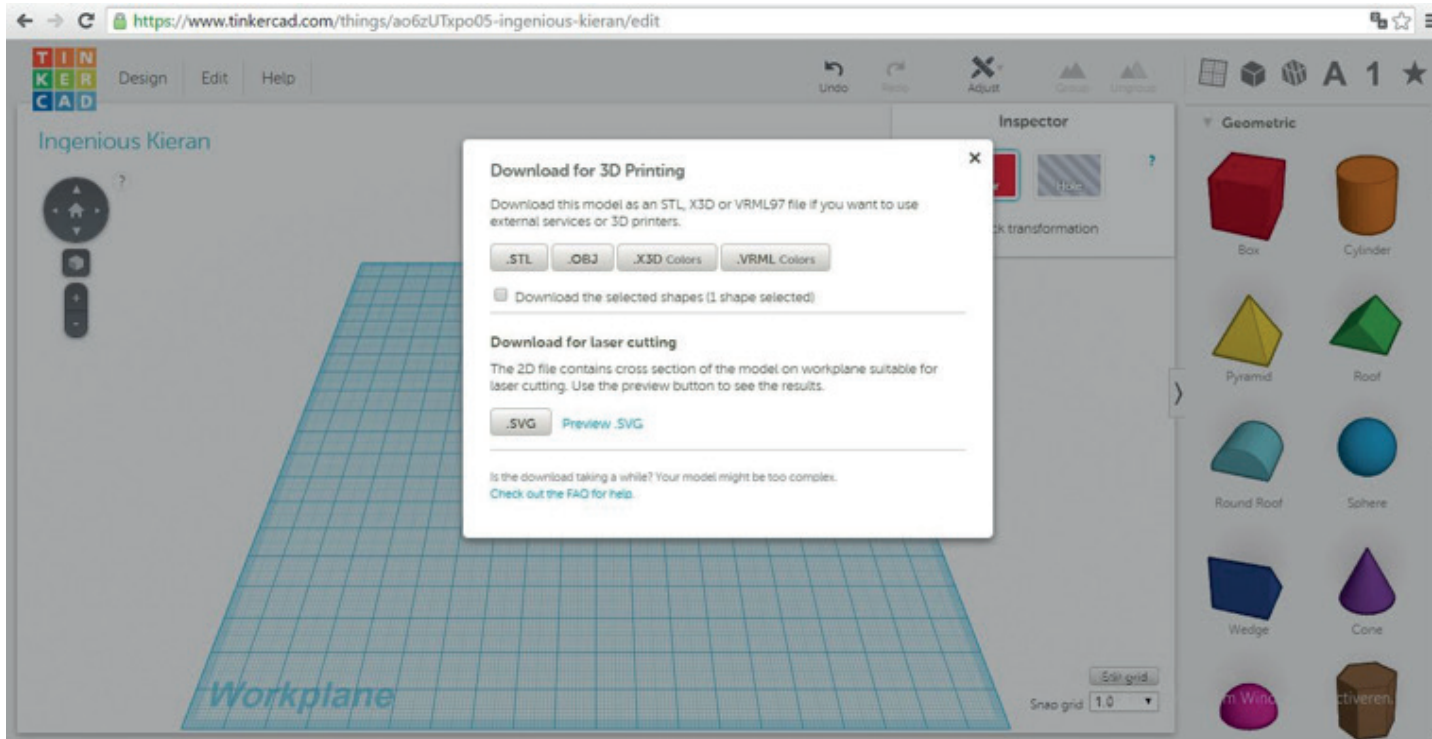 https://www.tinkercad.com/things/ao6zUTxpo05-ingenious-kieran/edit
TIN
KER
CAD
Design
Edit
Help
Undo
Redo
Adjust
Group
Ungroup
A 1
Ingenious Kieran
?
Inspector
Hole
?
transformation
Download for 3D Printing
Download this model as an STL, X3D or VRML97 file if you want to use
external services or 3D printers.
.STL
.OBJ
.X3D Colors
.VRML Colors
Download the selected shapes (1 shape selected)
Download for laser cutting
The 2D file contains cross section of the model on workplane suitable for
laser cutting. Use the preview button to see the results.
.SVG
Preview .SVG
Is the download taking a while? Your model might be too complex.
Check out the FAQ for help.
Workplane
Edit grid
Snap grid 1.0
Geometric
Box
Cylinder
Pyramid
Roof
Round Roof
Sphere
Wedge
Cone